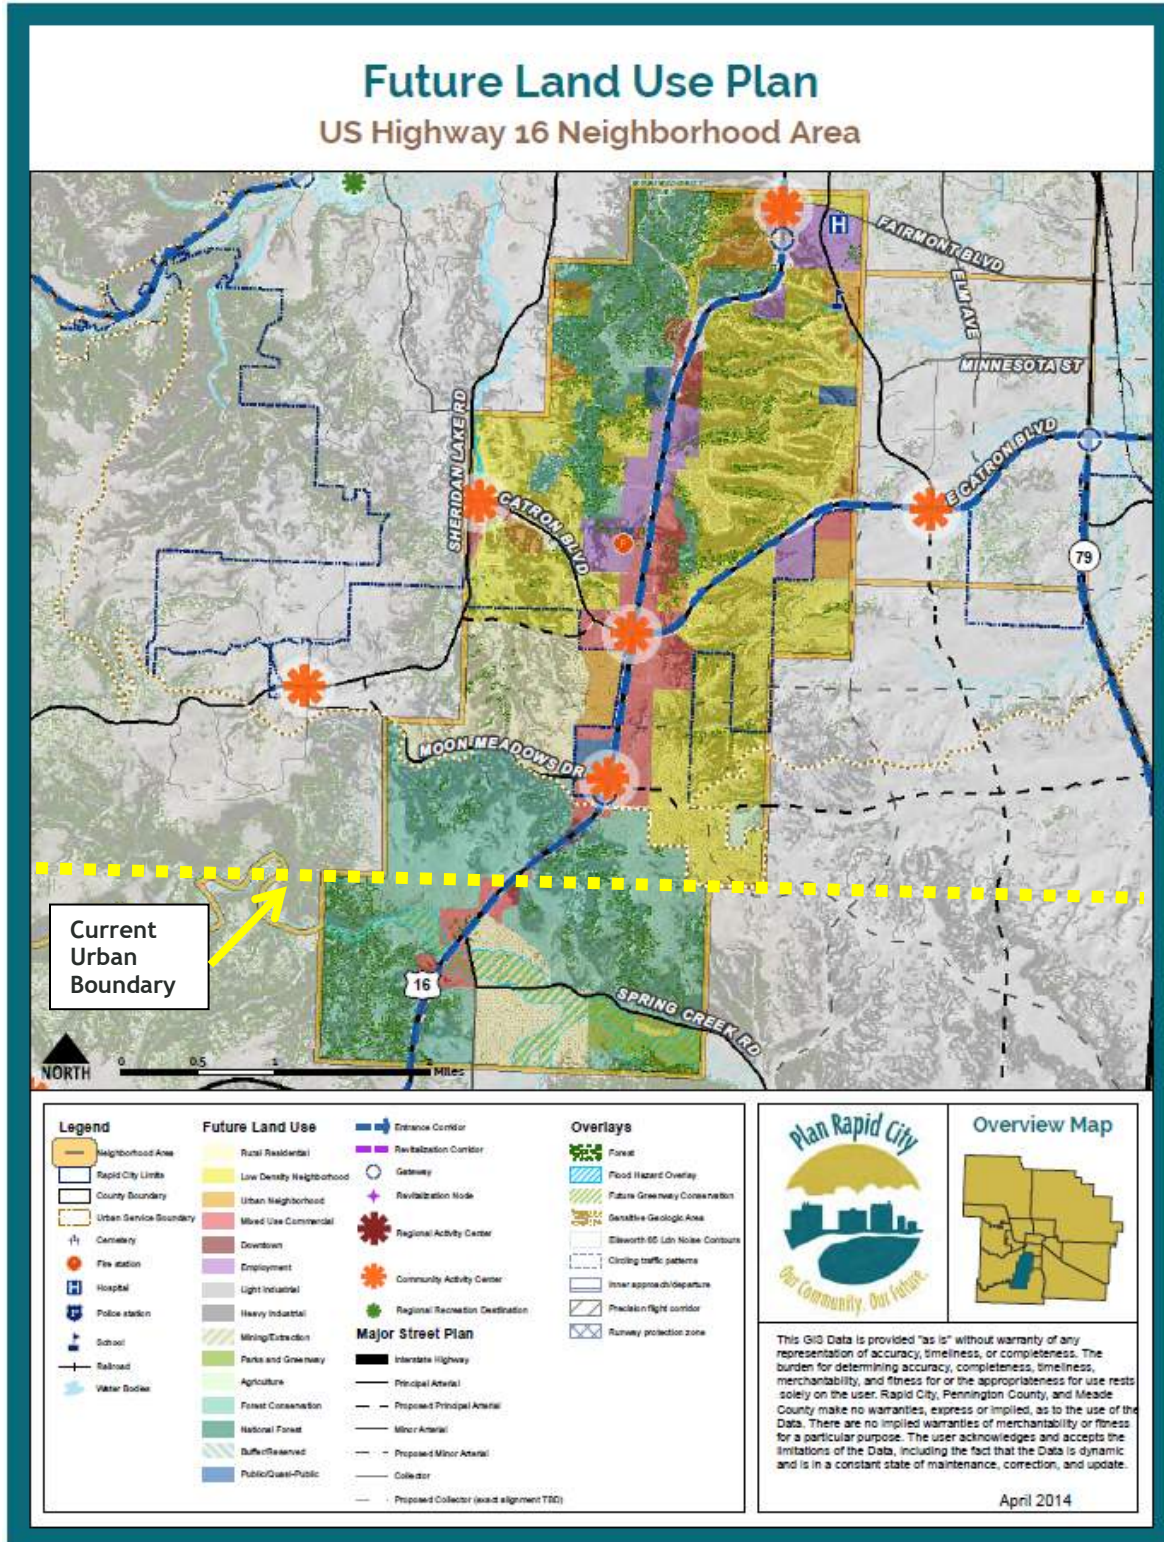 Future Land Use Plan
US Highway 16 Neighborhood Area
H
FAIRMONT BLVD
ELM AVE
MINNESOTA ST
SHERIDAN LAKE RD
CATRON BLVD
E CATRON BLVD
F
79
MOON MEADOWS DR
Current
Urban
Boundary
16
SPRING CREEK RD
NORTH
0 0.5 1 2
Miles
Legend
Neighborhood Area
Rapid City Limits
County Boundary
Urban Service Boundary
Cemetery
Fire station
Hospital
Police station
School
Railroad
Water Bodies
Future Land Use
Rural Residential
Low Density Neighborhood
Urban Neighborhood
Mixed Use Commercial
Downtown
Employment
Light Industrial
Heavy Industrial
Mining/Extraction
Parks and Greenway
Agriculture
Forest Conservation
National Forest
Buffer/Reserved
Public/Quasi-Public
Entrance Corridor
Revitalization Corridor
Gateway
Revitalization Node
Regional Activity Center
Community Activity Center
Regional Recreation Destination
Major Street Plan
Interstate Highway
Principal Arterial
Proposed Principal Arterial
Minor Arterial
Proposed Minor Arterial
Collector
Proposed Collector (exact alignment TBD)
Overlays
Forest
Flood Hazard Overlay
Future Greenway Conservation
Sensitive Geologic Area
Ellsworth 65 Ldn Noise Contours
Circling traffic patterns
Inner approach/departure
Precision flight corridor
Runway protection zone
Plan Rapid City
Our Community. Our Future.
Overview Map
This GIS Data is provided "as is" without warranty of any
representation of accuracy, timeliness, or completeness. The
burden for determining accuracy, completeness, timeliness,
merchantability, and fitness for or the appropriateness for use rests
solely on the user. Rapid City, Pennington County, and Meade
County make no warranties, express or implied, as to the use of the
Data. There are no implied warranties of merchantability or fitness
for a particular purpose. The user acknowledges and accepts the
limitations of the Data, including the fact that the Data is dynamic
and is in a constant state of maintenance, correction, and update.
April 2014